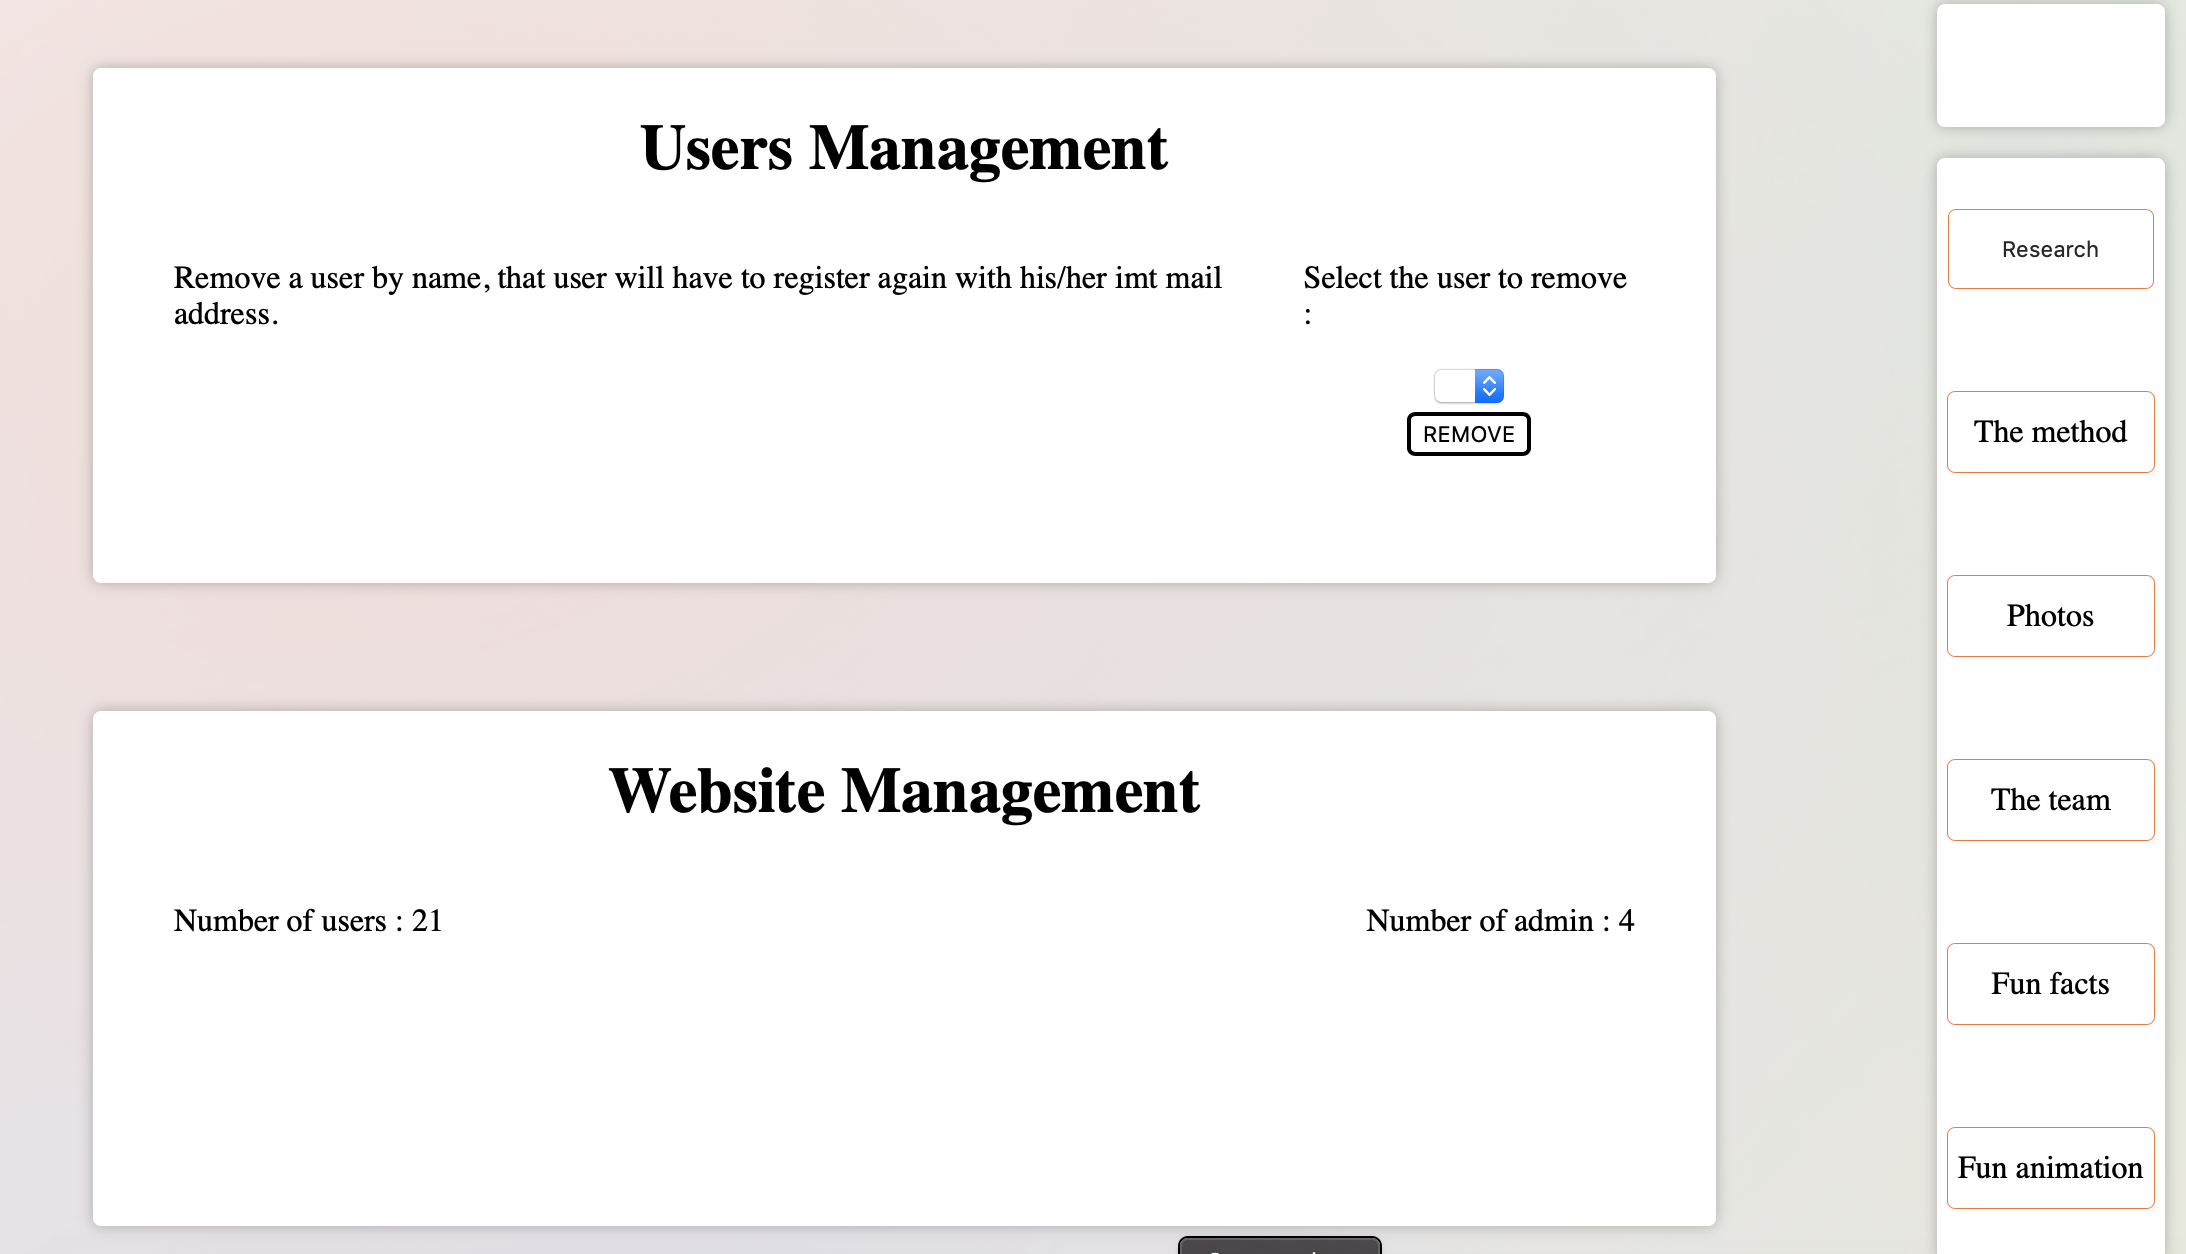 Users Management
Remove a user by name, that user will have to register again with his/her imt mail
address.
Select the user to remove
:
REMOVE
Website Management
Number of users : 21
Number of admin : 4
Research
The method
Photos
The team
Fun facts
Fun animation